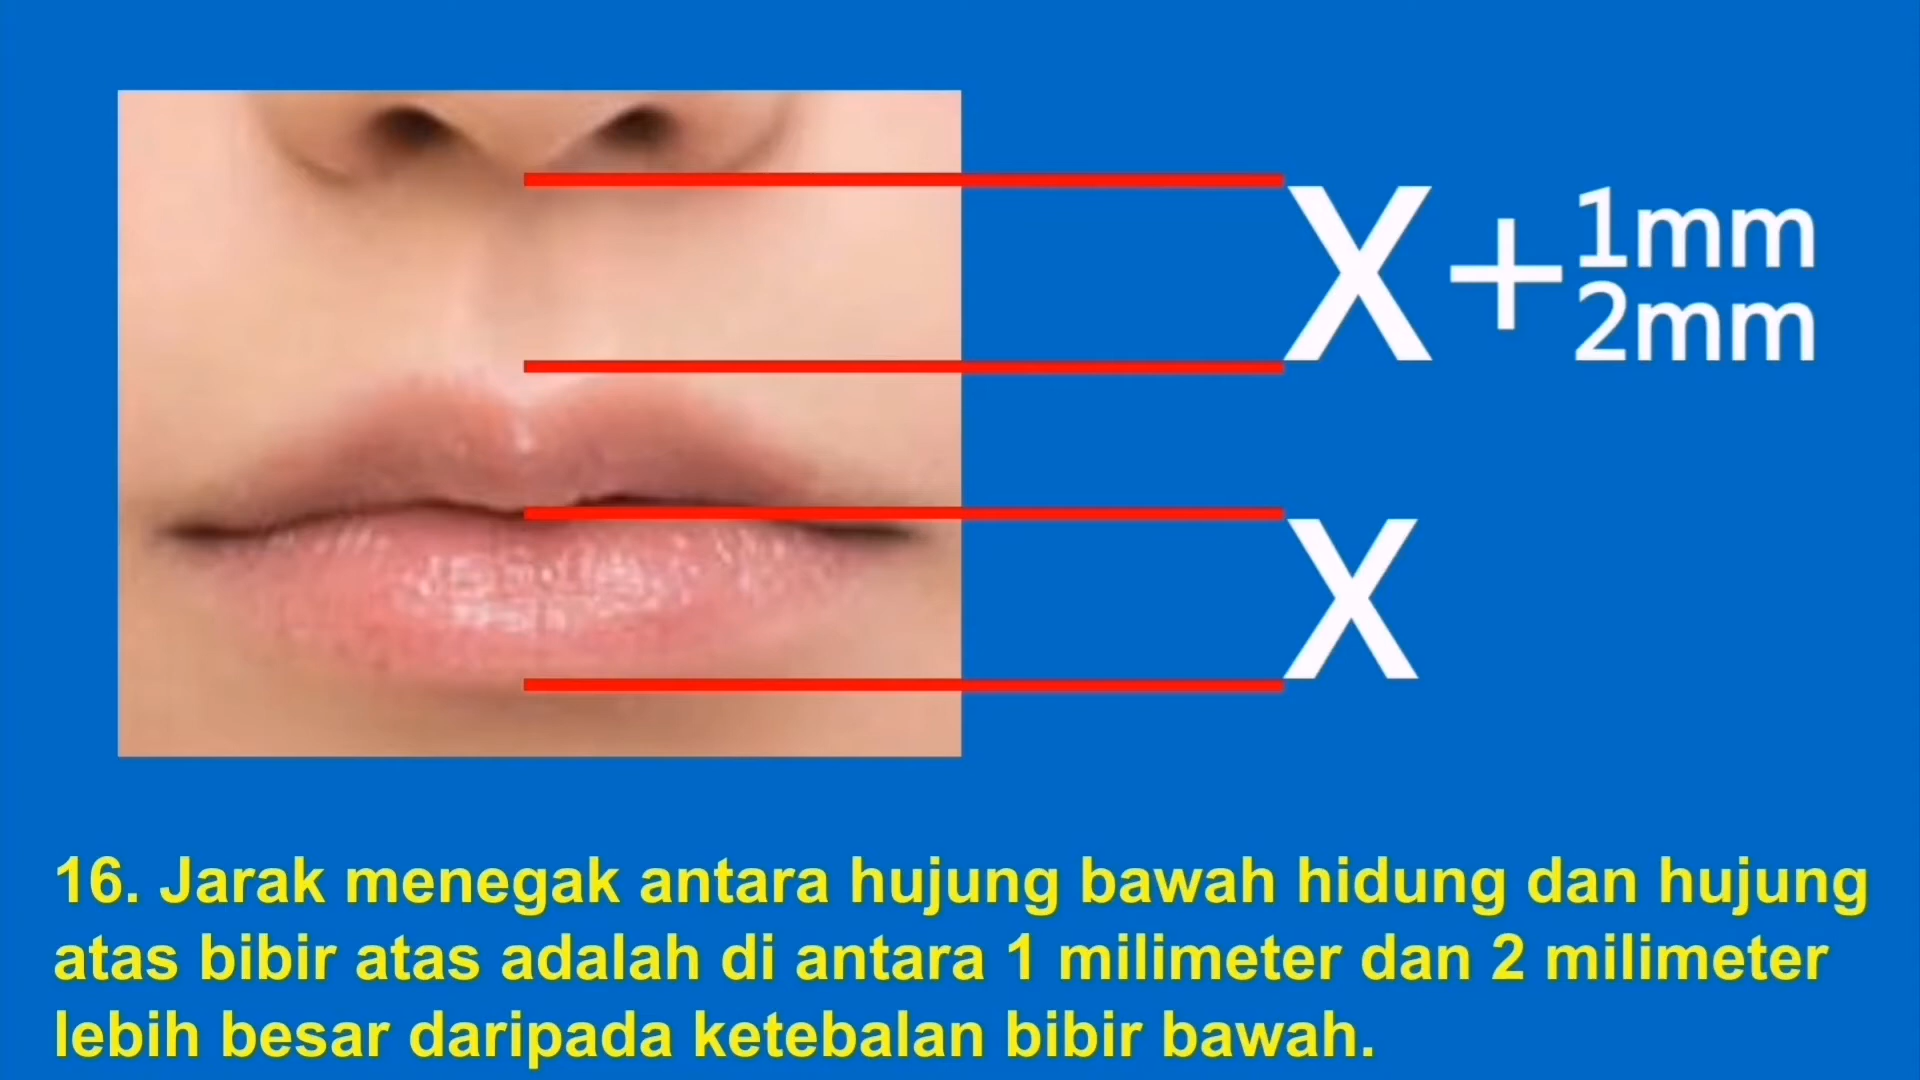 X+1mm
2mm
X
16. Jarak menegak antara hujung bawah hidung dan hujung
atas bibir atas adalah di antara 1 milimeter dan 2 milimeter
lebih besar daripada ketebalan bibir bawah.